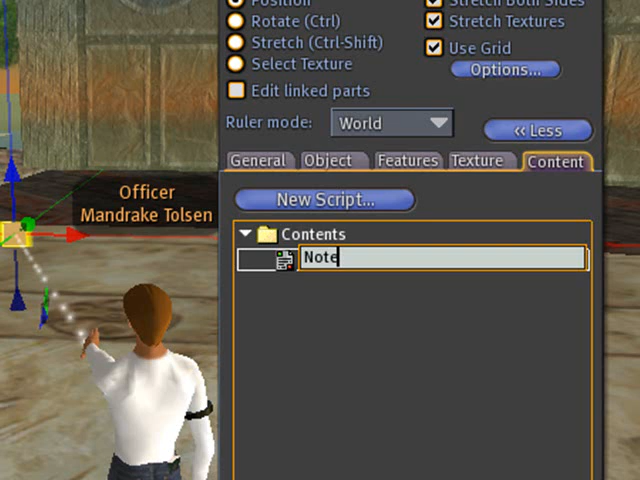 Position
Stretch Both Sides
Rotate (Ctrl)
Stretch Textures
Stretch (Ctrl-Shift)
Use Grid
Select Texture
Options...
Edit linked parts
Ruler mode:
World
<< Less
General
Object
Features
Texture
Content
Officer
Mandrake Tolsen
New Script...
Contents
Note